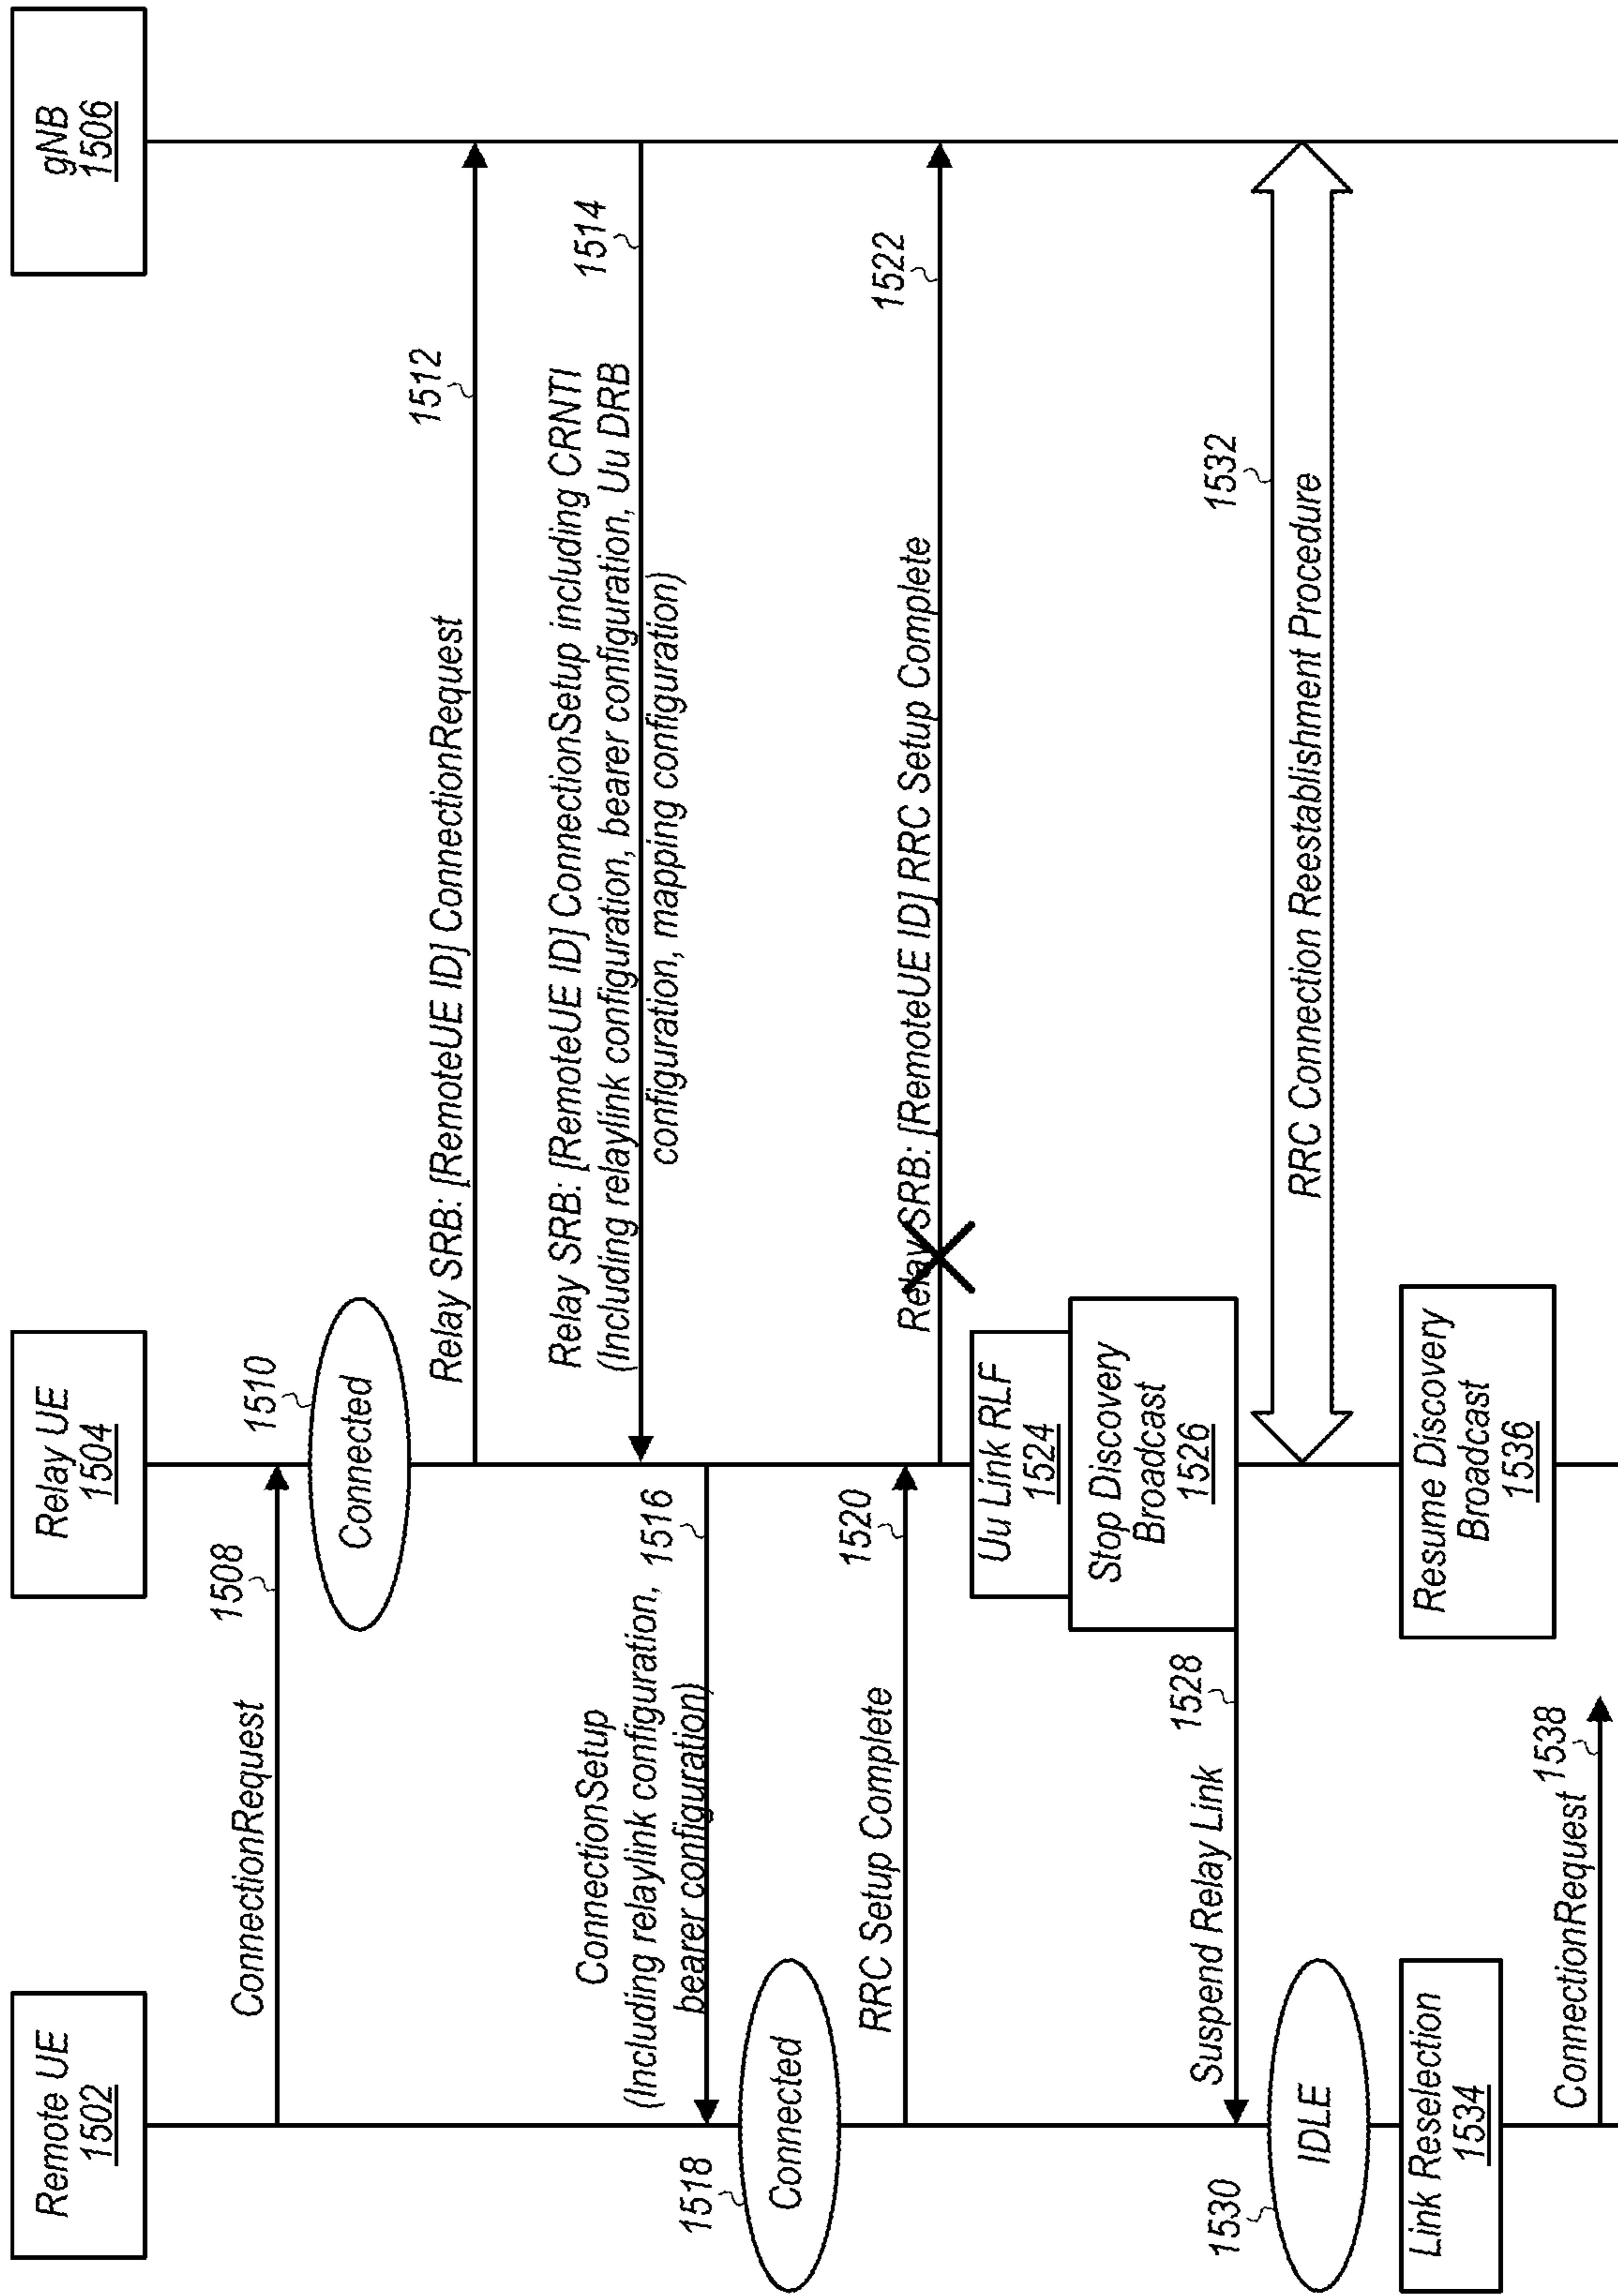 Remote UE
1502
Relay UE
1504
gNB
1506
ConnectionRequest
1508
1510
Connected
Relay SRB: [RemoteUE ID] ConnectionRequest
1512
Relay SRB: [RemoteUE ID] ConnectionSetup including CRNTI
(Including relaylink configuration, bearer configuration, Uu DRB
configuration, mapping configuration)
1514
ConnectionSetup
(Including relaylink configuration,
bearer configuration)
1516
1518
Connected
RRC Setup Complete
1520
Relay SRB: [RemoteUE ID] RRC Setup Complete
1522
Uu Link RLF
1524
Stop Discovery
Broadcast
1526
Suspend Relay Link
1528
1530
IDLE
1532
RRC Connection Reestablishment Procedure
Link Reselection
1534
Resume Discovery
Broadcast
1536
ConnectionRequest
1538